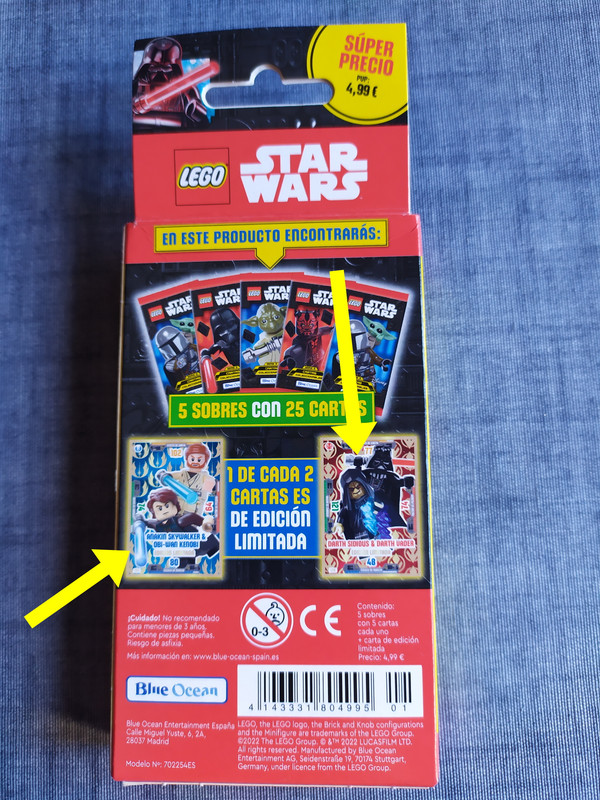 SÚPER
PRECIO
PVP:
4,99 €
LEGO
STAR
WARS
EN ESTE PRODUCTO ENCONTRARÁS:
5 SOBRES CON 25 CARTAS
1 DE CADA 2
CARTAS ES
DE EDICIÓN
LIMITADA
102
64
ANAKIN SKYWALKER &
OBI-WAN KENOBI
80
DARTH SIDIOUS & DARTH VADER
48
¡Cuidado! No recomendado
para menores de 3 años.
Contiene piezas pequeñas.
Riesgo de asfixia.
Más información en: www.blue-ocean-spain.es
0-3
CE
Contenido:
5 sobres
con 5 cartas
cada uno
+ carta de edición
limitada
Precio: 4,99 €
Blue Ocean
4 143331 804995 01
Blue Ocean Entertainment España
Calle Miguel Yuste, 6, 2A,
28037 Madrid
Modelo Nº: 702254ES
LEGO, the LEGO logo, the Brick and Knob configurations
and the Minifigure are trademarks of the LEGO Group.
©2022 The LEGO Group. © &™ 2022 LUCASFILM LTD.
All rights reserved. Manufactured by Blue Ocean
Entertainment AG, Seidenstraße 19, 70174 Stuttgart,
Germany, under licence from the LEGO Group.